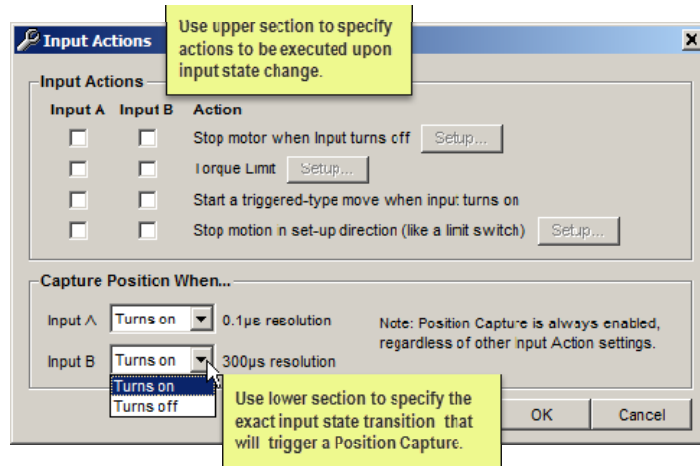 Use upper section to specify
actions to be executed upon
input state change.
Input Actions
Input Actions
Input A Input B Action
Stop motor when Input turns off Setup...
Torque Limit Setup...
Start a triggered-type move when input turns on
Stop motion in set-up direction (like a limit switch) Setup...
Capture Position When...
Input A Turns on 0.1µs resolution
Note: Position Capture is always enabled,
regardless of other Input Action settings.
Input B Turns on 300µs resolution
Turns on
Turns off
Use lower section to specify the
exact input state transition that
will trigger a Position Capture.
OK Cancel